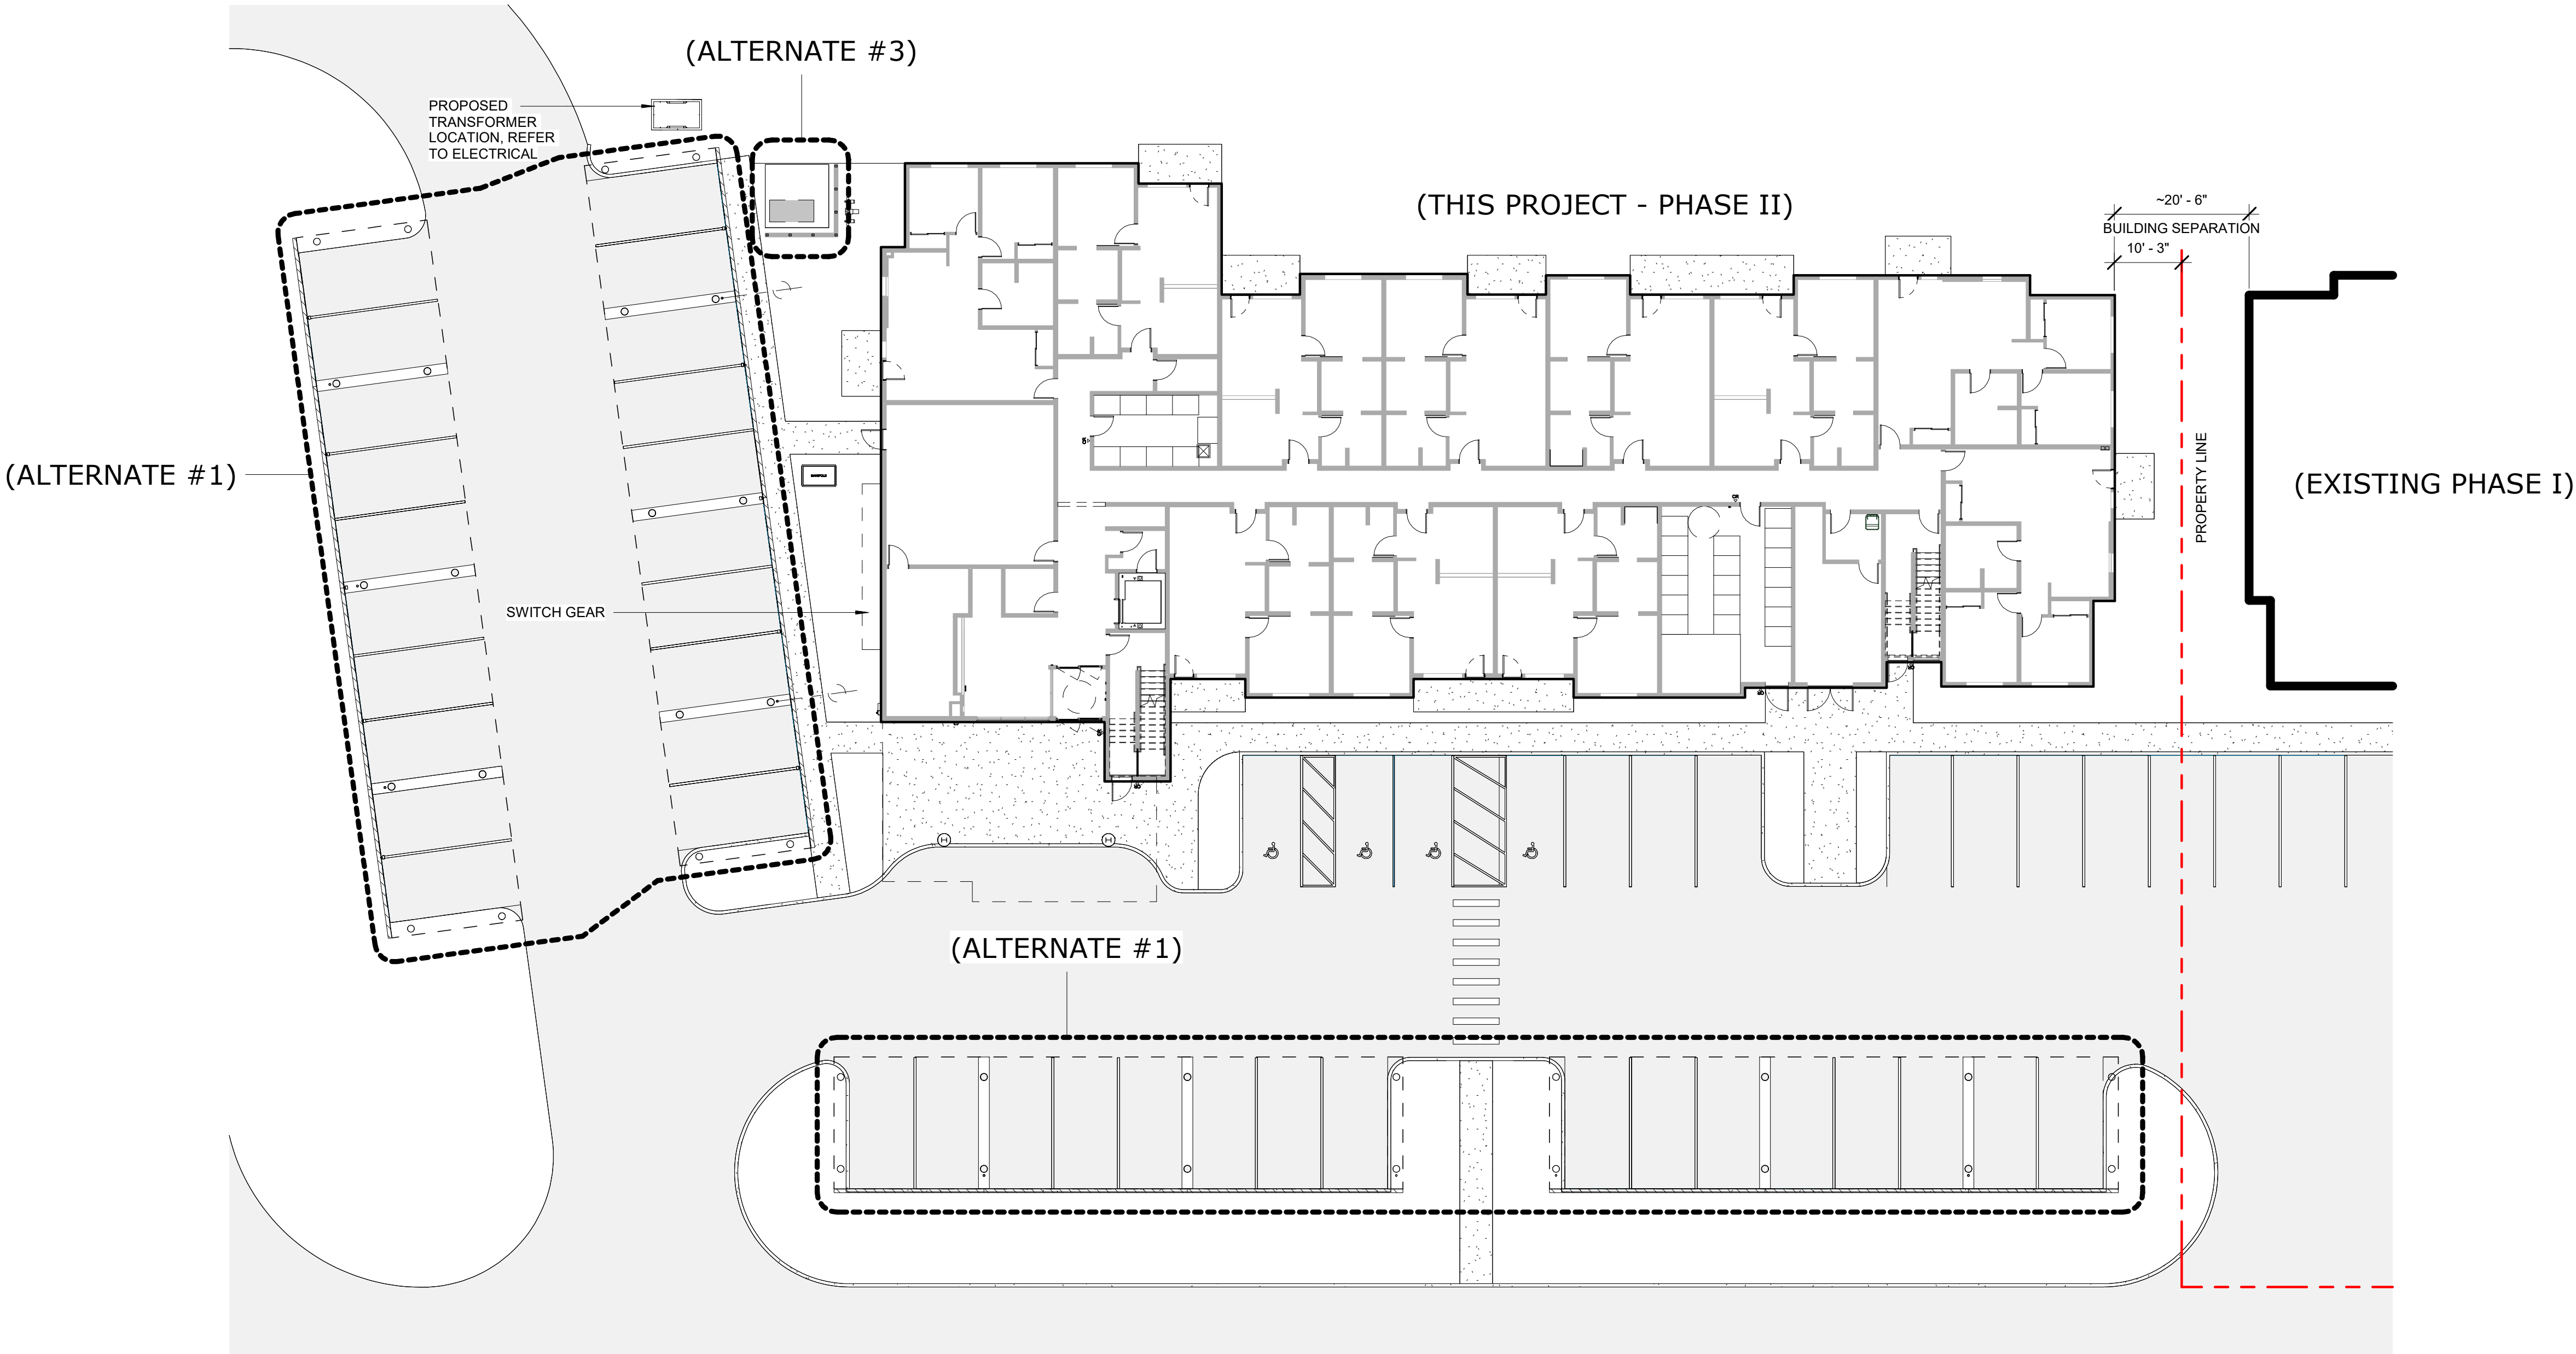 (ALTERNATE #3)
PROPOSED
TRANSFORMER
LOCATION, REFER
TO ELECTRICAL
(THIS PROJECT - PHASE II)
~20' - 6"
BUILDING SEPARATION
10' - 3"
PROPERTY LINE
(ALTERNATE #1)
(EXISTING PHASE I)
SWITCH GEAR
(ALTERNATE #1)